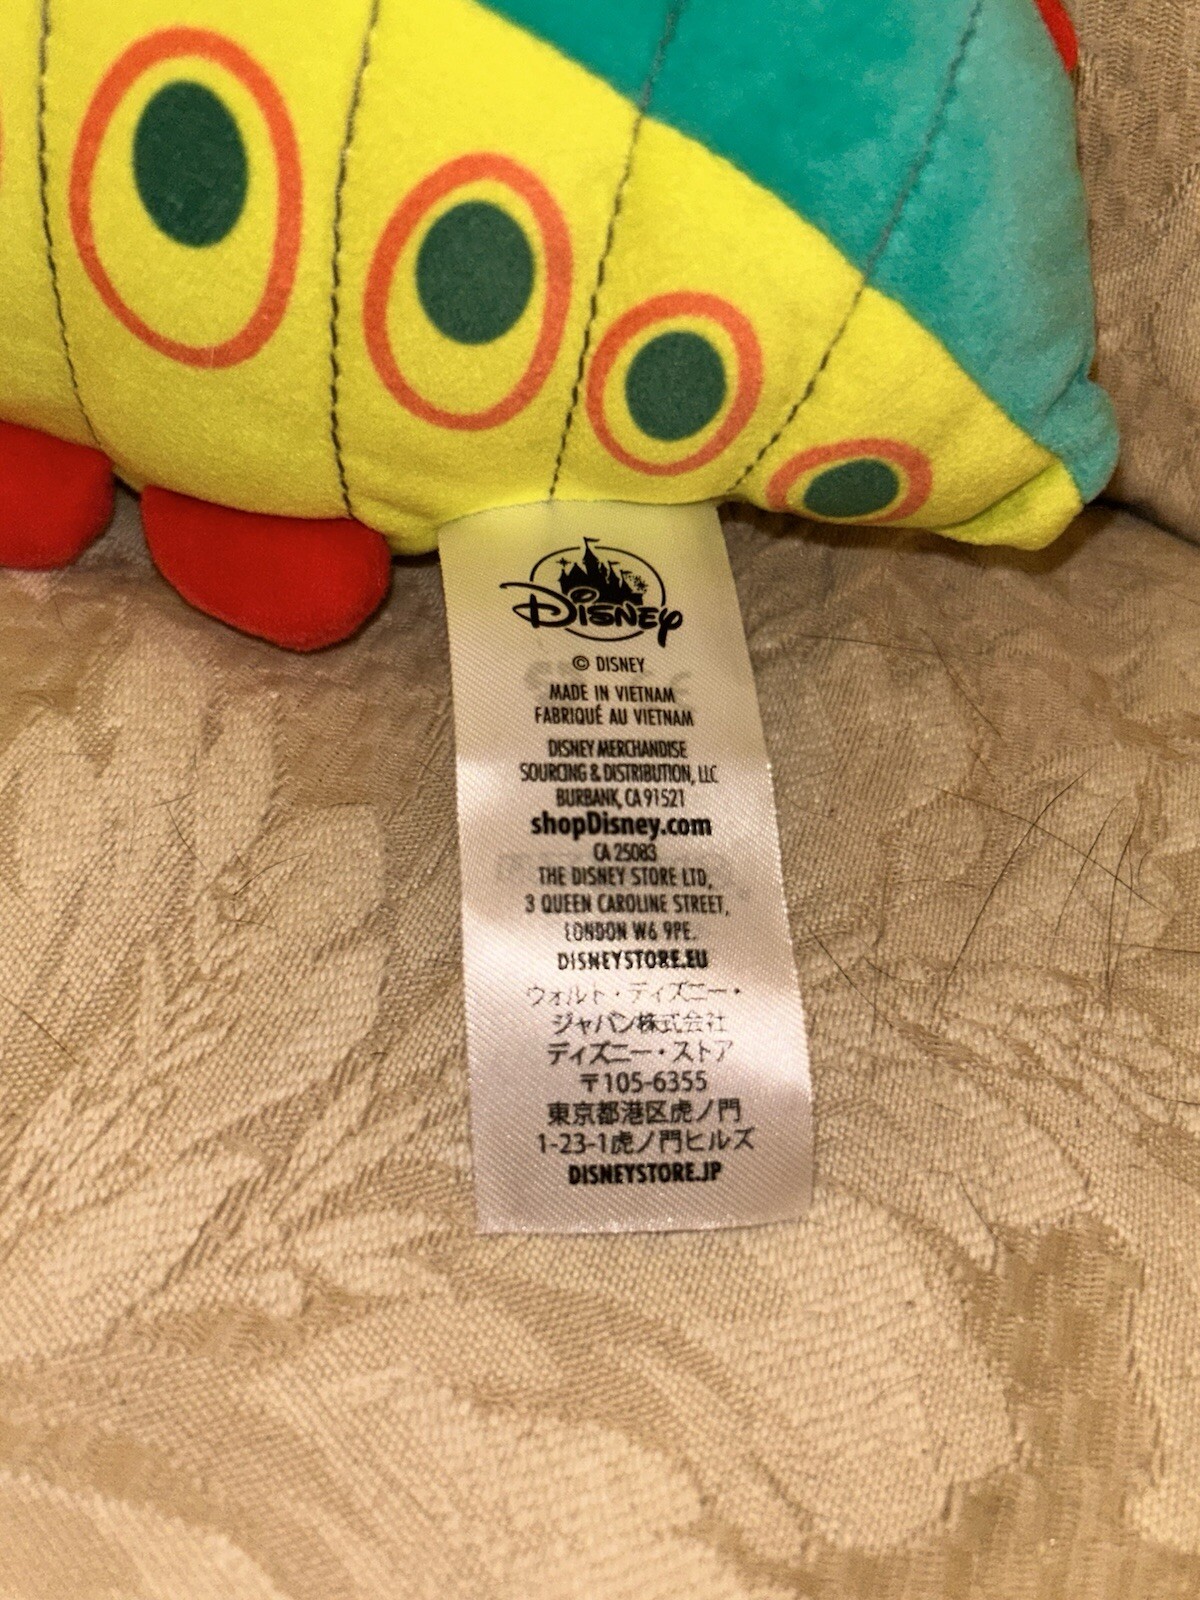 Disney
© DISNEY
MADE IN VIETNAM
FABRIQUÉ AU VIETNAM
DISNEY MERCHANDISE
SOURCING & DISTRIBUTION, LLC
BURBANK, CA 91521
shopDisney.com
CA 25083
THE DISNEY STORE LTD,
3 QUEEN CAROLINE STREET,
LONDON W6 9PE.
DISNEYSTORE.EU
ウォルト・ディズニー・
ジャパン株式会社
ディズニー・ストア
〒105-6355
東京都港区虎ノ門
1-23-1虎ノ門ヒルズ
DISNEYSTORE.JP